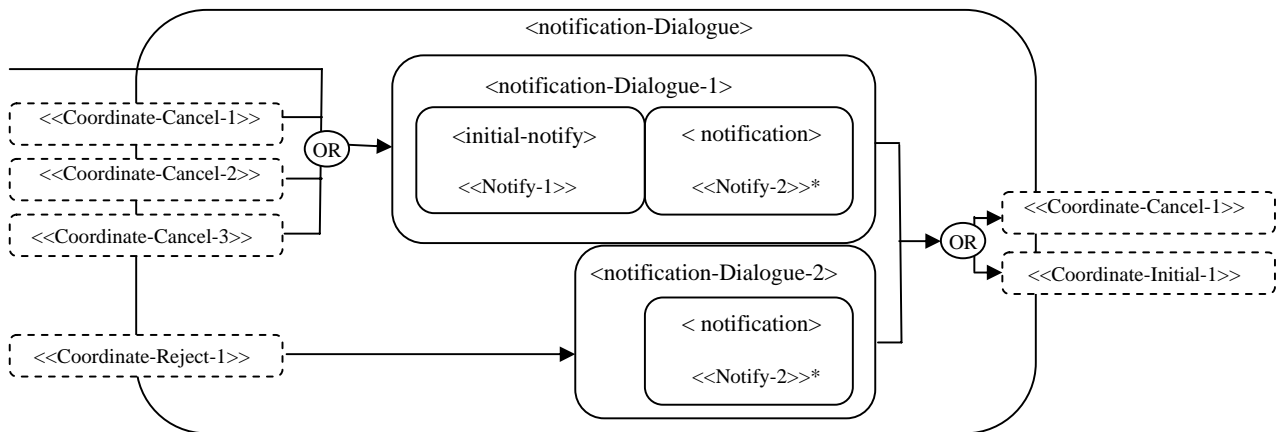 <notification-Dialogue>
<notification-Dialogue-1>
<<Coordinate-Cancel-1>>
<initial-notify>
< notification>
OR
<<Coordinate-Cancel-2>>
<<Notify-1>>
<<Notify-2>>*
<<Coordinate-Cancel-3>>
<<Coordinate-Cancel-1>>
OR
<notification-Dialogue-2>
<<Coordinate-Initial-1>>
< notification>
<<Coordinate-Reject-1>>
<<Notify-2>>*